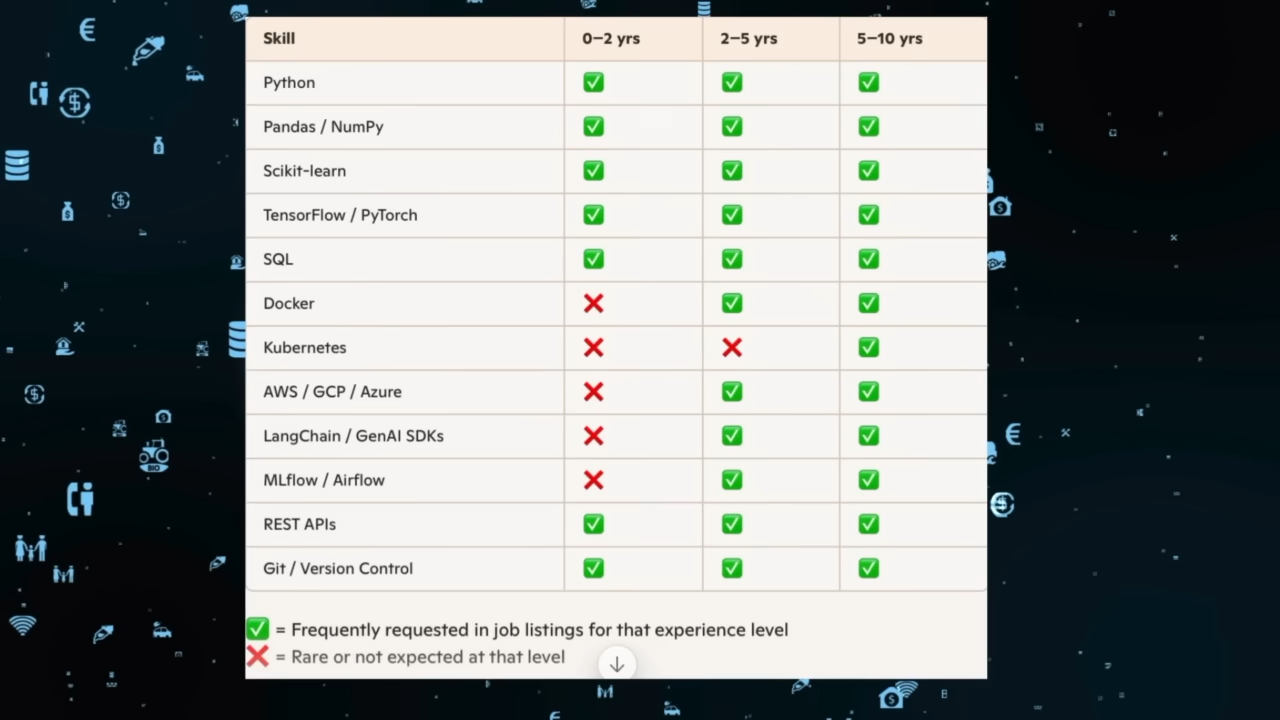 Skill 0–2 yrs 2–5 yrs 5–10 yrs
Python ✅ ✅ ✅
Pandas / NumPy ✅ ✅ ✅
Scikit-learn ✅ ✅ ✅
TensorFlow / PyTorch ✅ ✅ ✅
SQL ✅ ✅ ✅
Docker ❌ ✅ ✅
Kubernetes ❌ ❌ ✅
AWS / GCP / Azure ❌ ✅ ✅
LangChain / GenAI SDKs ❌ ✅ ✅
MLflow / Airflow ❌ ✅ ✅
REST APIs ✅ ✅ ✅
Git / Version Control ✅ ✅ ✅
✅ = Frequently requested in job listings for that experience level
❌ = Rare or not expected at that level
BIO